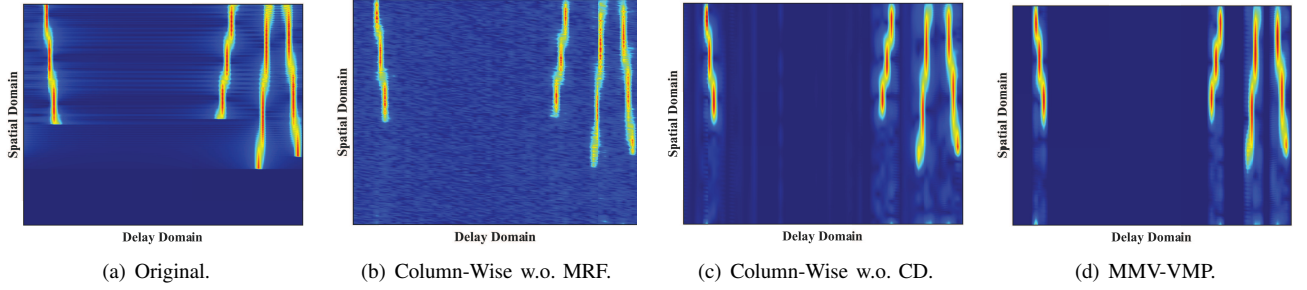 Spatial Domain
Delay Domain
(a) Original.
Spatial Domain
Delay Domain
(b) Column-Wise w.o. MRF.
Spatial Domain
Delay Domain
(c) Column-Wise w.o. CD.
Spatial Domain
Delay Domain
(d) MMV-VMP.